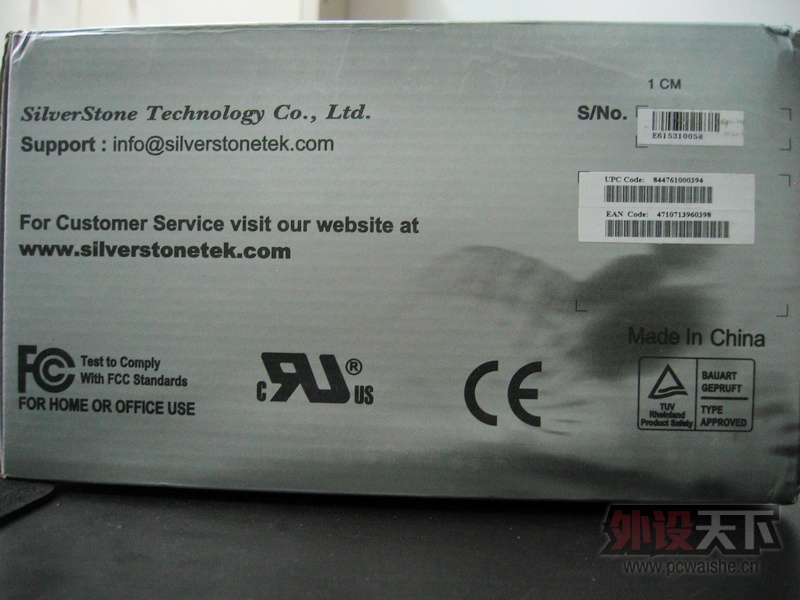 1 CM
SilverStone Technology Co., Ltd.
S/No.
E615310058
Support : info@silverstonetek.com
UPC Code: 844761000394
EAN Code: 4710713960398
For Customer Service visit our website at
www.silverstonetek.com
Made In China
FC
Test to Comply
With FCC Standards
FOR HOME OR OFFICE USE
c RU ® US
CE
TUV
Rheinland
Product Safety
BAUART
GEPRUFT
TYPE
APPROVED
外设天下
www.pcwaishe.cn